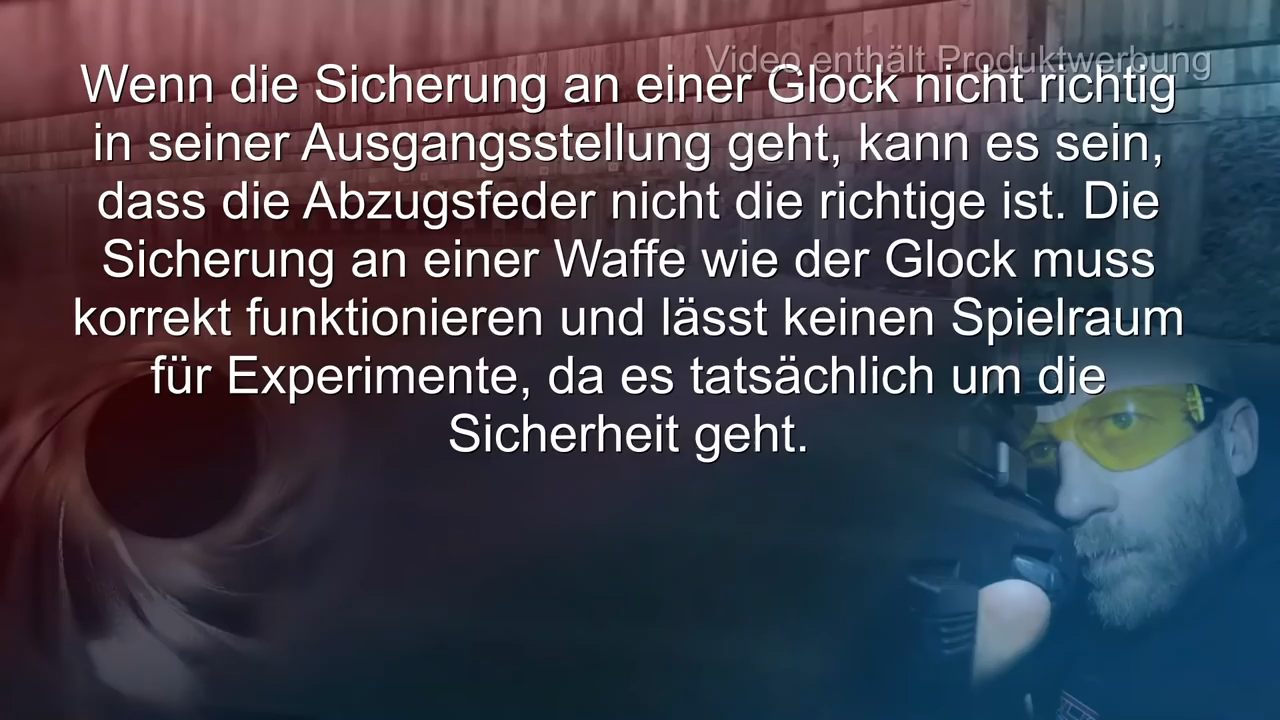 Video enthält Produktwerbung
Wenn die Sicherung an einer Glock nicht richtig
in seiner Ausgangsstellung geht, kann es sein,
dass die Abzugsfeder nicht die richtige ist. Die
Sicherung an einer Waffe wie der Glock muss
korrekt funktionieren und lässt keinen Spielraum
für Experimente, da es tatsächlich um die
Sicherheit geht.